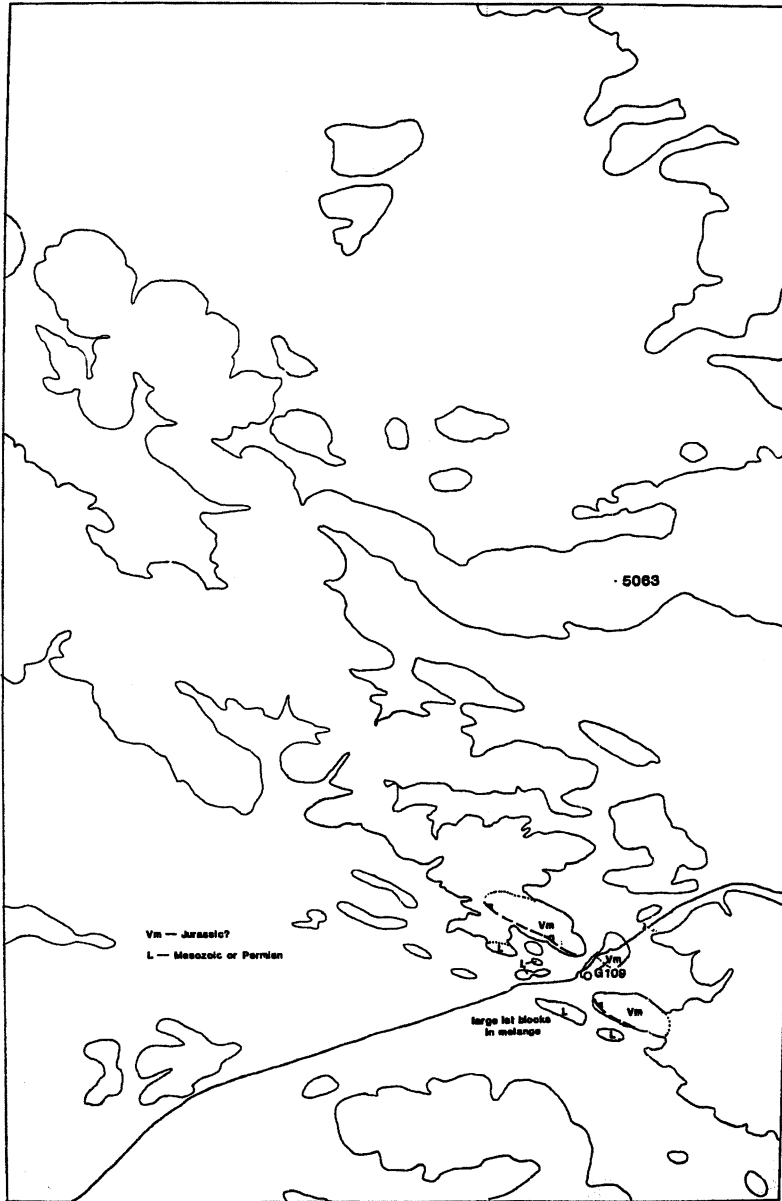 · 5063
Vm — Jurassic?
L — Mesozoic or Permian
Vm
L
L
Vm
G109
large lst blocks
in melange
L
L
Vm
L